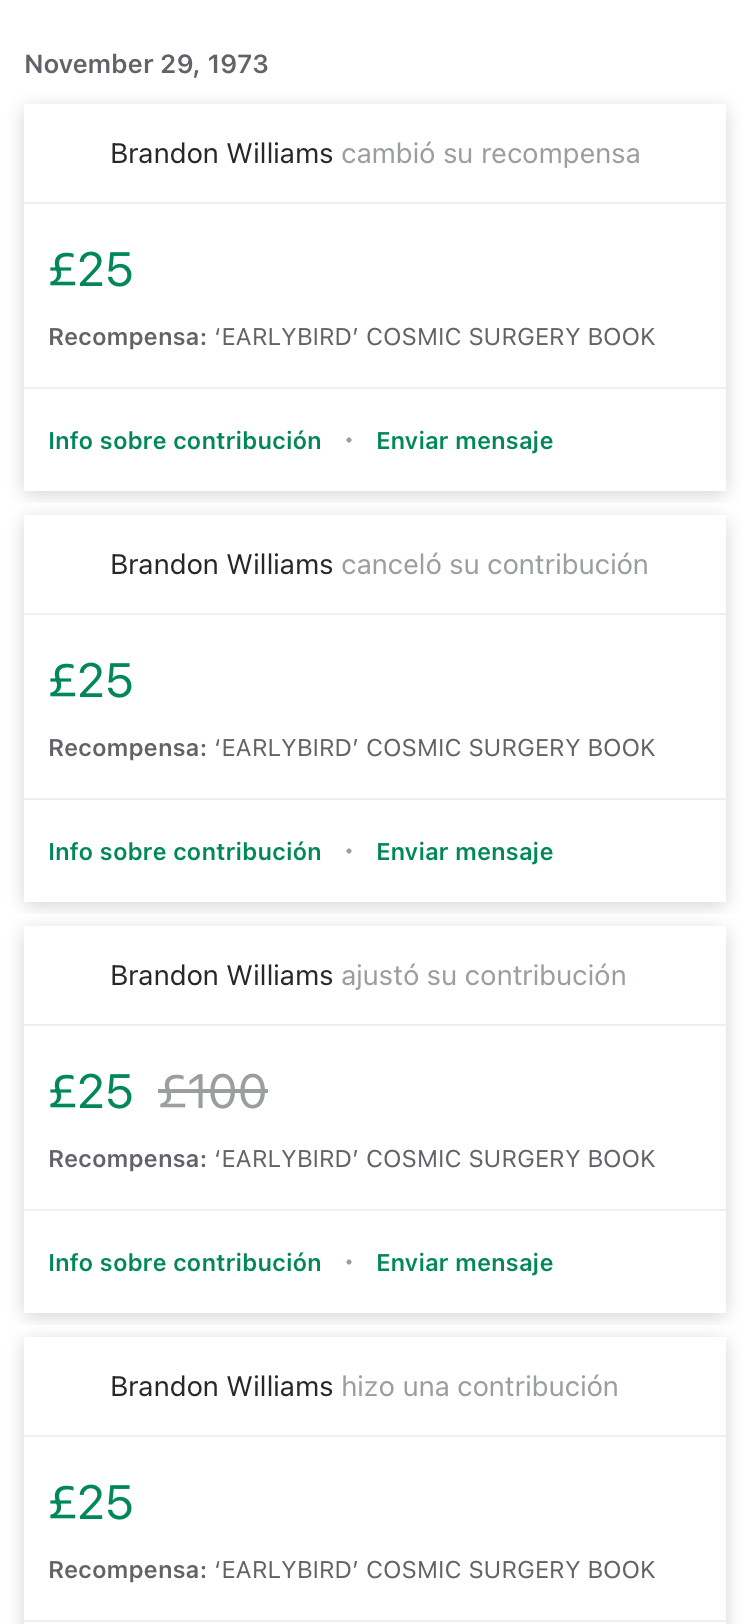 November 29, 1973
Brandon Williams cambió su recompensa
£25
Recompensa: ‘EARLYBIRD’ COSMIC SURGERY BOOK
Info sobre contribución • Enviar mensaje
Brandon Williams canceló su contribución
£25
Recompensa: ‘EARLYBIRD’ COSMIC SURGERY BOOK
Info sobre contribución • Enviar mensaje
Brandon Williams ajustó su contribución
£25 £100
Recompensa: ‘EARLYBIRD’ COSMIC SURGERY BOOK
Info sobre contribución • Enviar mensaje
Brandon Williams hizo una contribución
£25
Recompensa: ‘EARLYBIRD’ COSMIC SURGERY BOOK